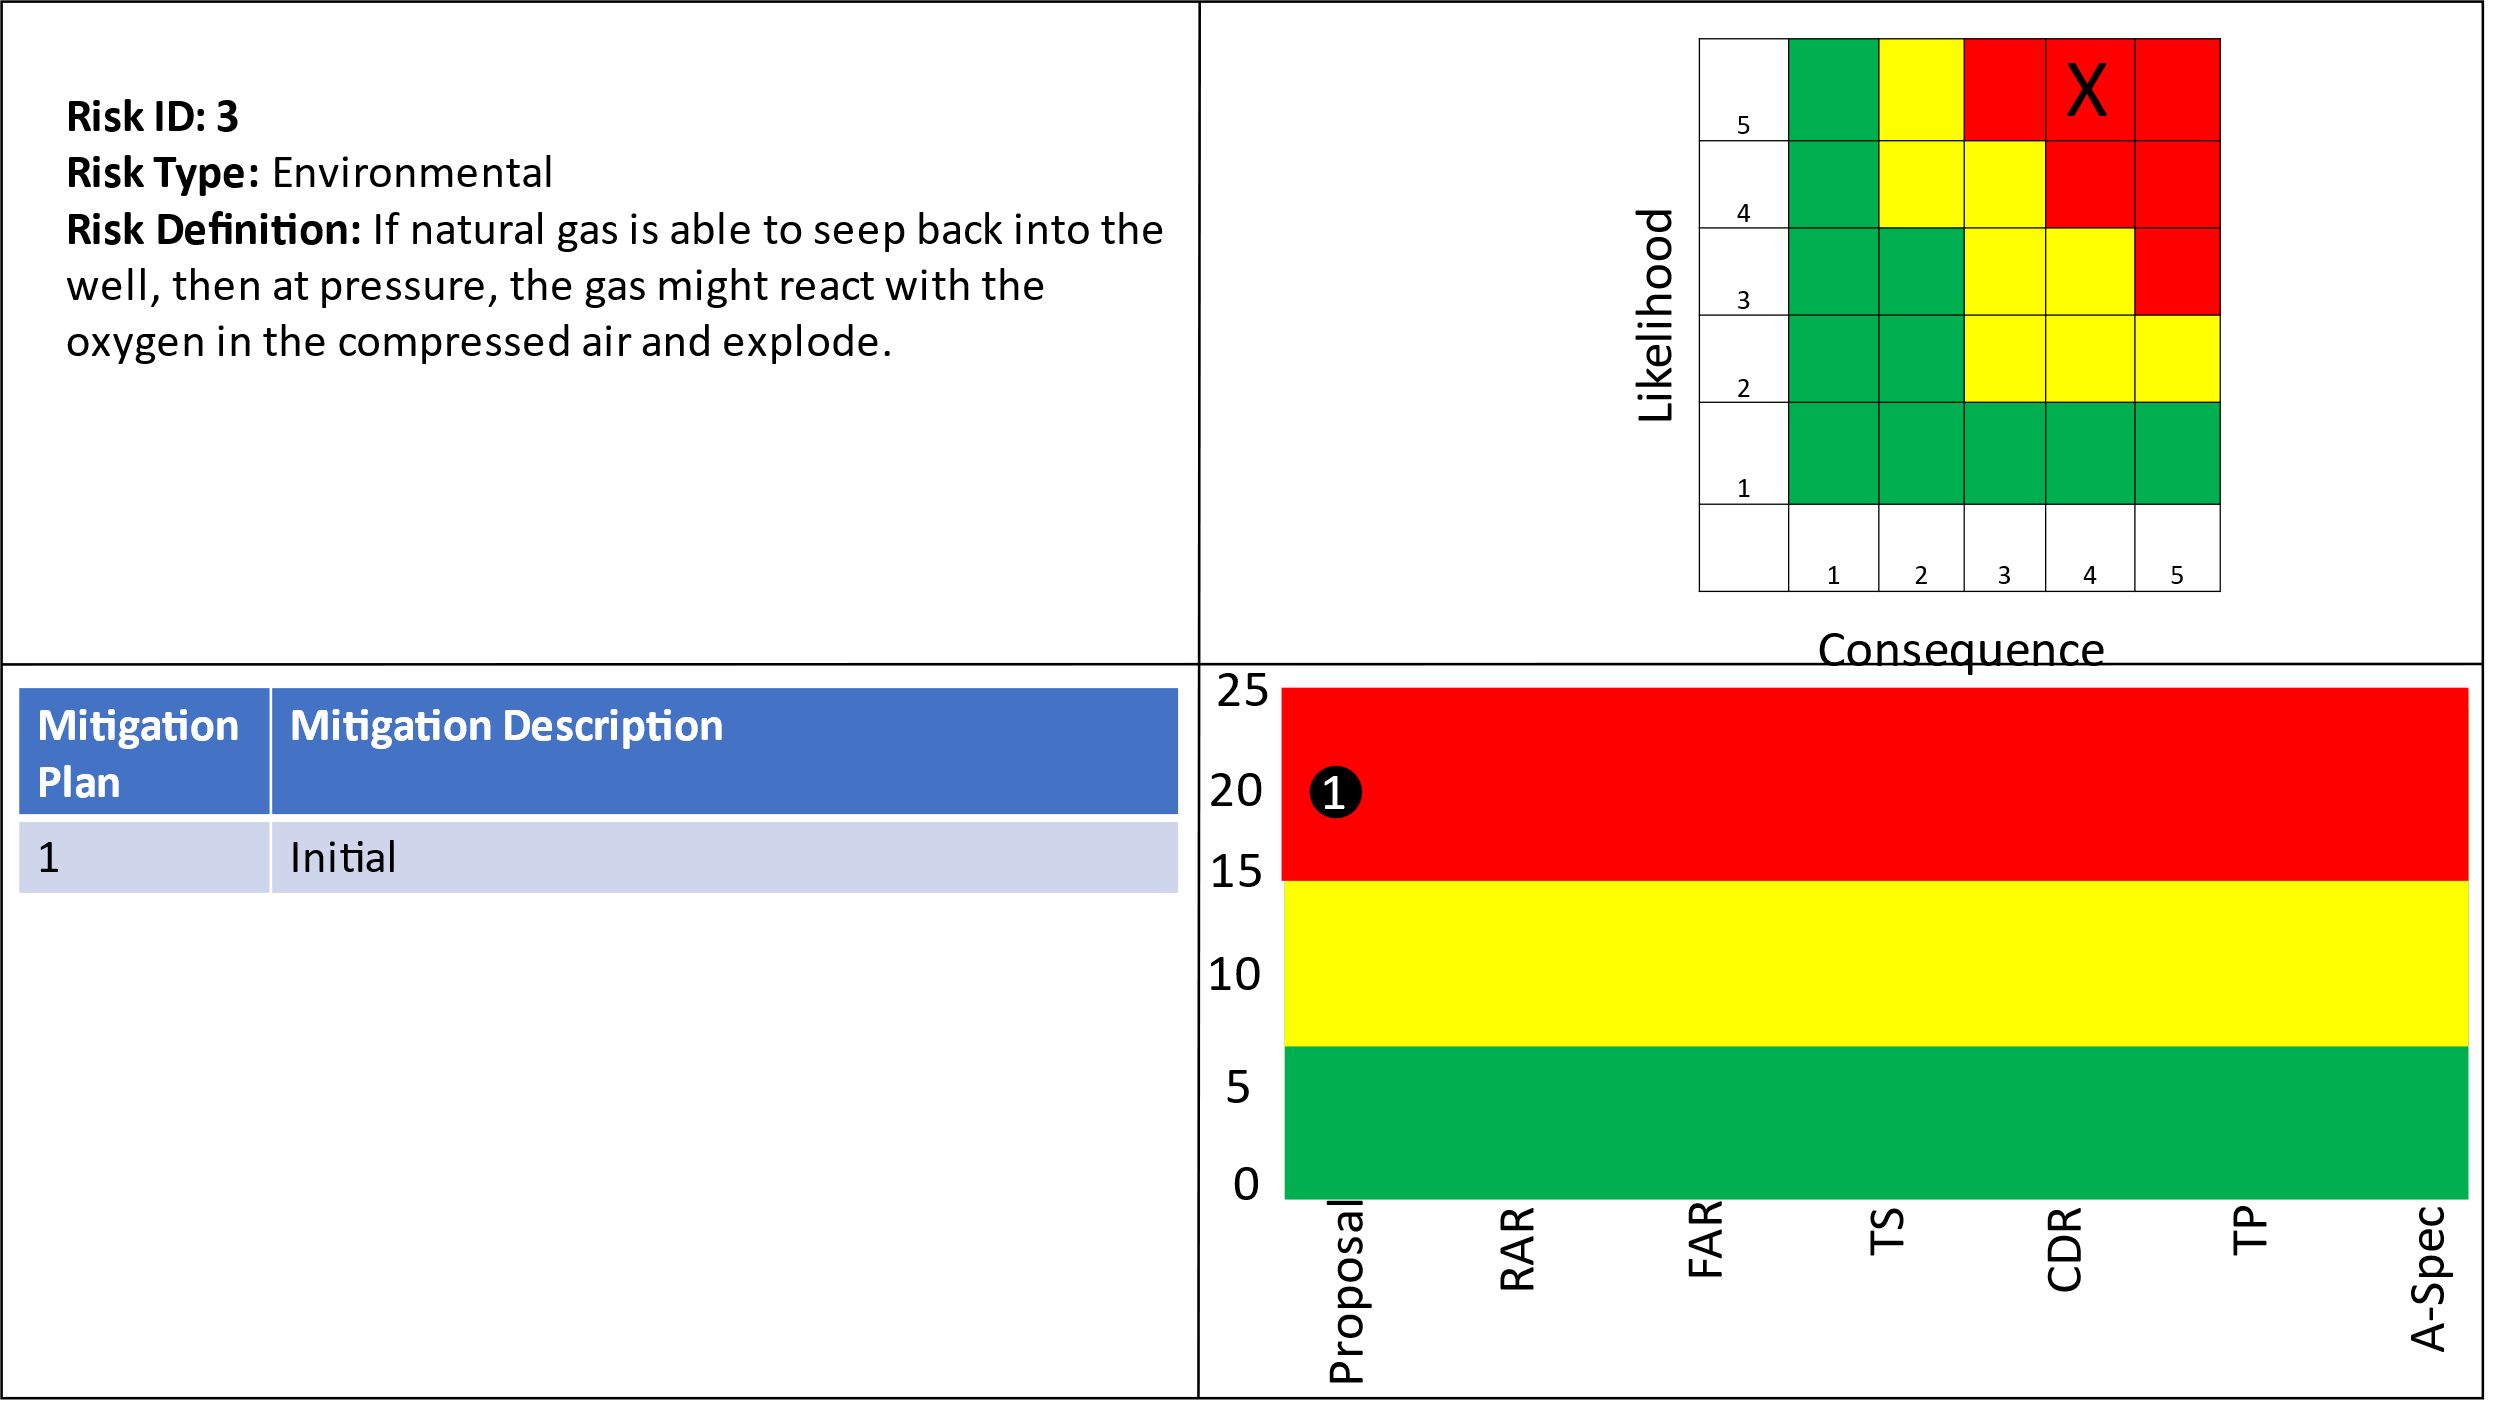 Risk ID: 3
Risk Type: Environmental
Risk Definition: If natural gas is able to seep back into the
well, then at pressure, the gas might react with the
oxygen in the compressed air and explode.
Likelihood
5
X
4
3
2
1
1 2 3 4 5
Consequence
Mitigation Plan
Mitigation Description
1 Initial
25
20
1
15
10
5
0
Proposal
RAR
FAR
TS
CDR
TP
A-Spec